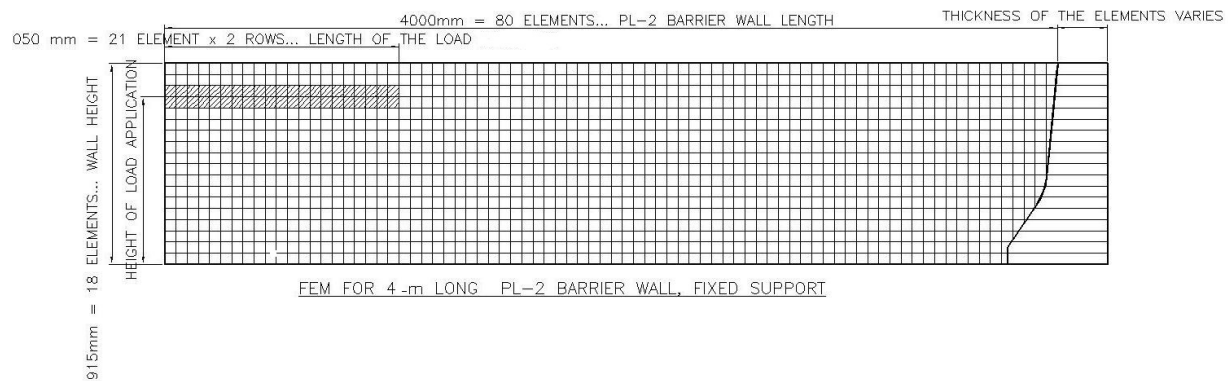 4000mm = 80 ELEMENTS... PL-2 BARRIER WALL LENGTH
THICKNESS OF THE ELEMENTS VARIES
050 mm = 21 ELEMENT x 2 ROWS... LENGTH OF THE LOAD
915mm = 18 ELEMENTS... WALL HEIGHT
HEIGHT OF LOAD APPLICATION
FEM FOR 4-m LONG PL-2 BARRIER WALL, FIXED SUPPORT